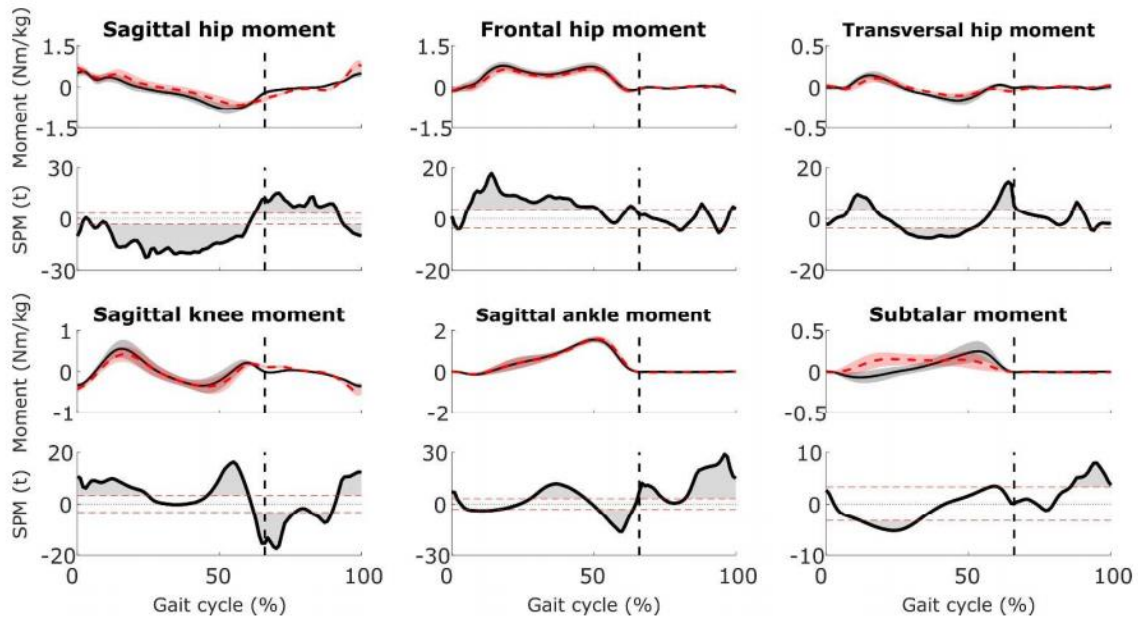 Sagittal hip moment
Frontal hip moment
Transversal hip moment
Moment (Nm/kg)
1.5
0
-1.5
1.5
0
-1.5
0.5
0
-0.5
SPM (t)
30
0
-30
20
0
-20
20
0
-20
Sagittal knee moment
Sagittal ankle moment
Subtalar moment
Moment (Nm/kg)
1
0
-1
2
0
-2
0.5
0
-0.5
SPM (t)
20
0
-20
30
0
-30
10
0
-10
0 50 100
0 50 100
0 50 100
Gait cycle (%)
Gait cycle (%)
Gait cycle (%)